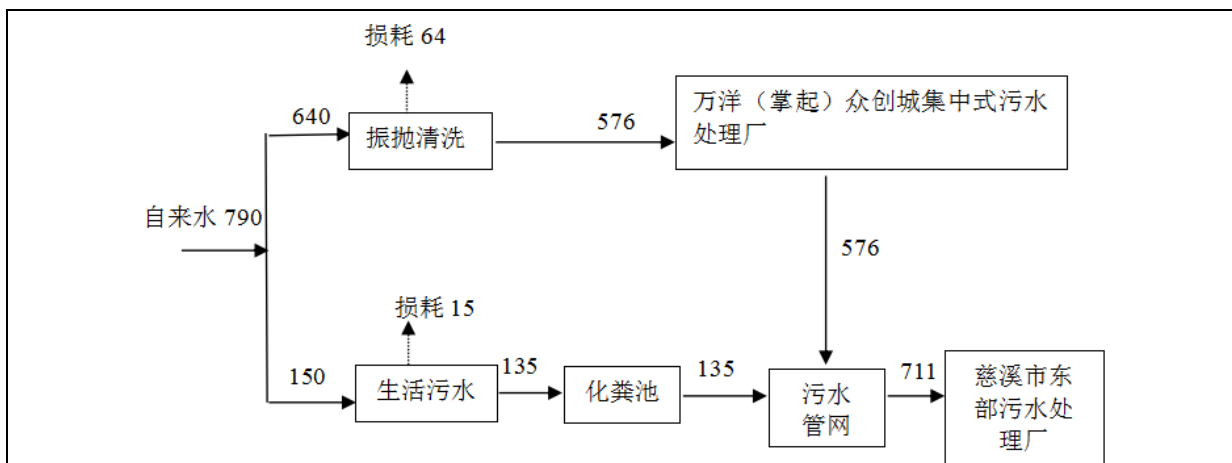 损耗 64
640
振抛清洗
576
万洋（掌起）众创城集中式污水
处理厂
自来水 790
576
损耗 15
150
生活污水
135
化粪池
135
污水
管网
711
慈溪市东
部污水处
理厂